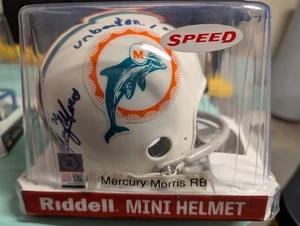 unbeaten
SPEED
M
Mercury Morris RB
Riddell MINI HELMET